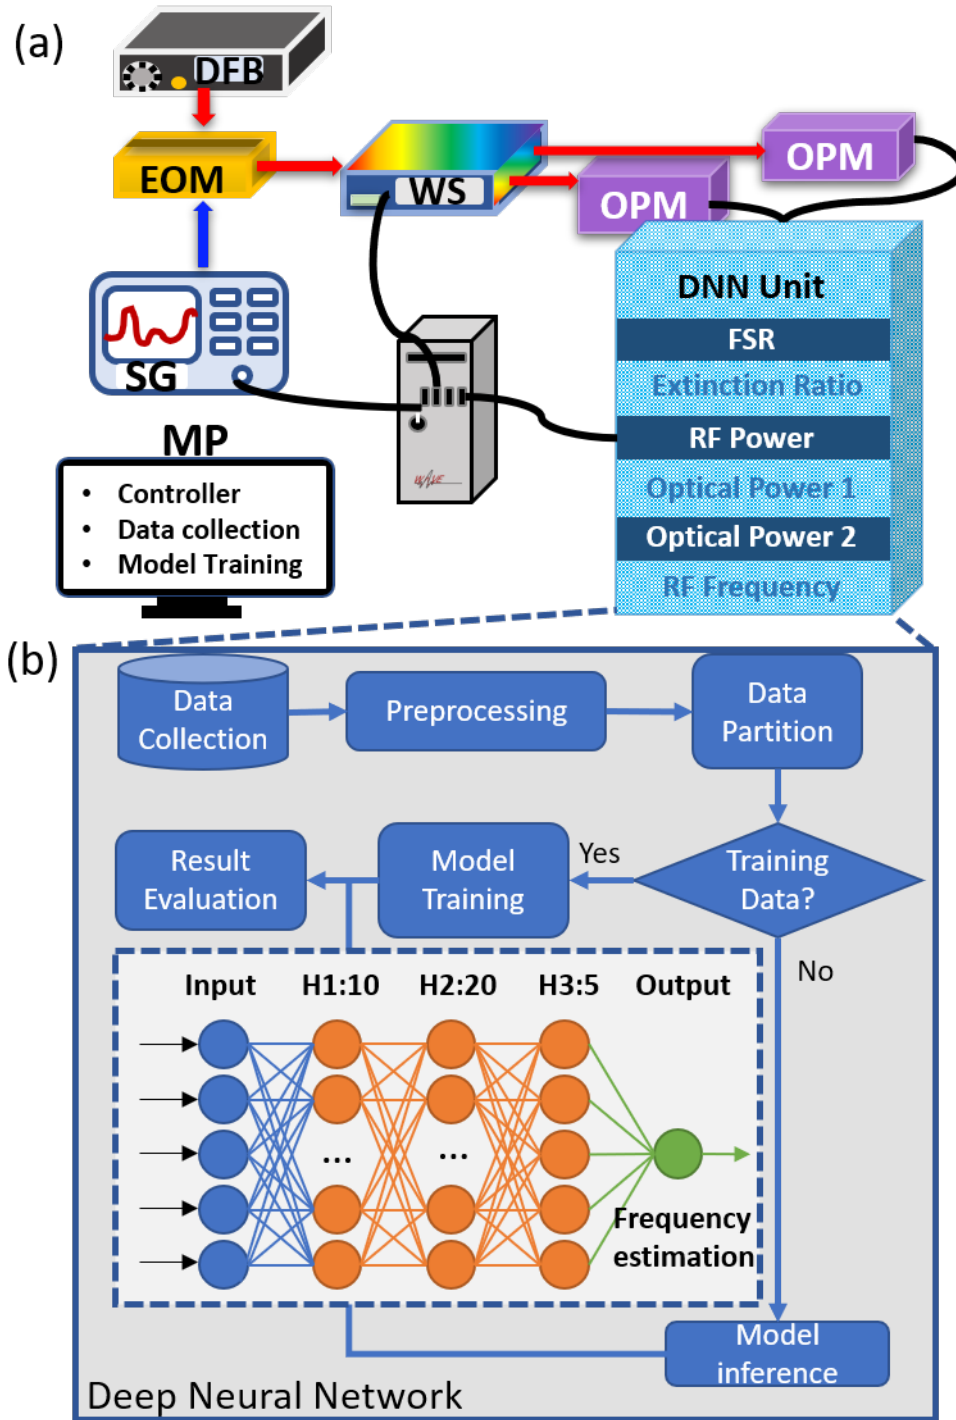 (a)
DFB
EOM
WS
OPM
OPM
SG
DNN Unit
FSR
Extinction Ratio
RF Power
Optical Power 1
Optical Power 2
RF Frequency
WAVE
MP
• Controller
• Data collection
• Model Training
(b)
Data
Collection
Preprocessing
Data
Partition
Training
Data?
Yes
No
Model
Training
Result
Evaluation
Input H1:10 H2:20 H3:5 Output
...
...
Frequency
estimation
Model
inference
Deep Neural Network